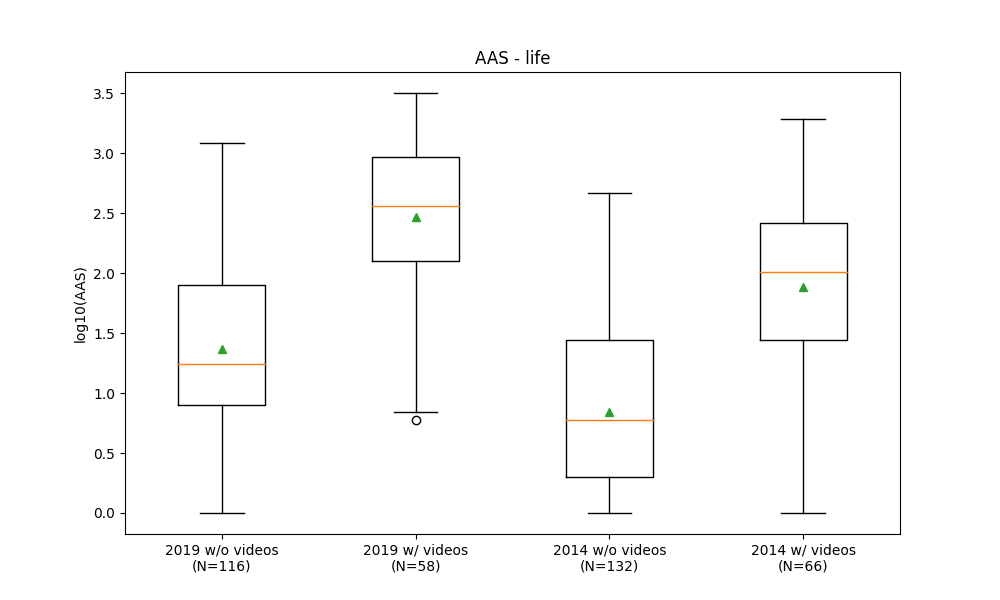 AAS - life
log10(AAS)
3.5
3.0
2.5
2.0
1.5
1.0
0.5
0.0
2019 w/o videos
(N=116)
2019 w/ videos
(N=58)
2014 w/o videos
(N=132)
2014 w/ videos
(N=66)